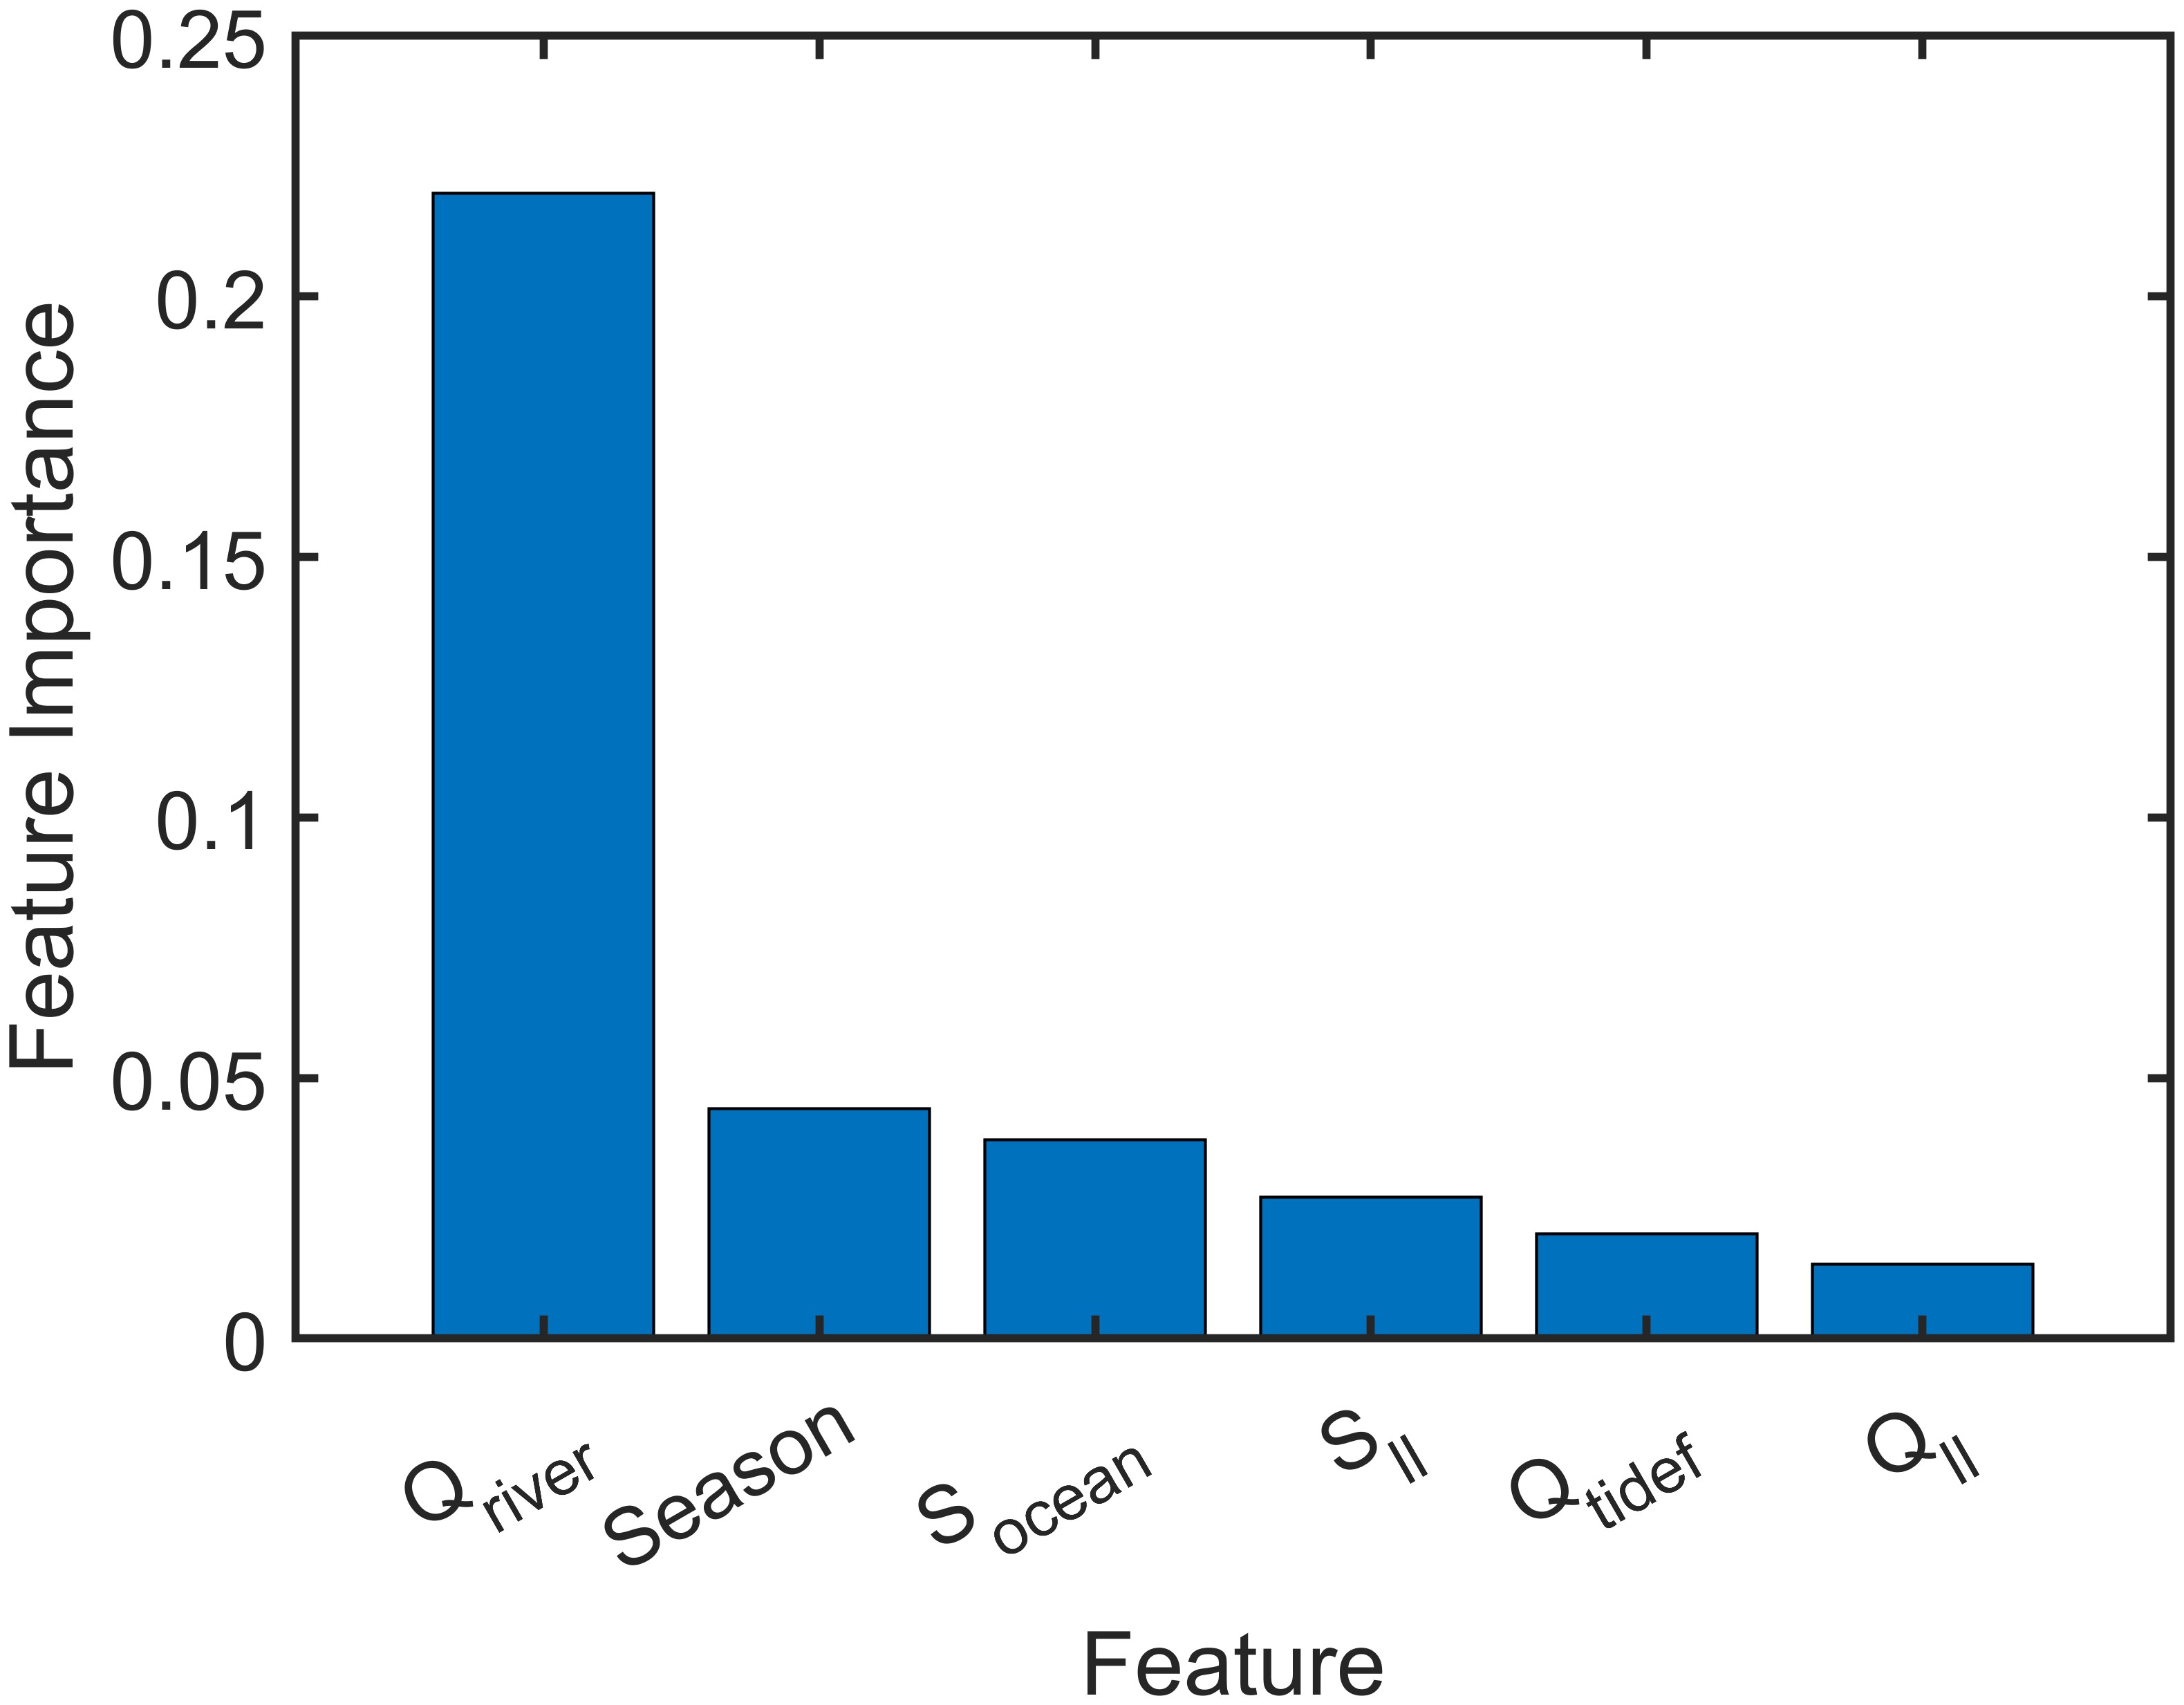 0.25
0.2
0.15
0.1
0.05
0
Feature Importance
Q river
Season
S ocean
S ll
Q tidef
Q ll
Feature